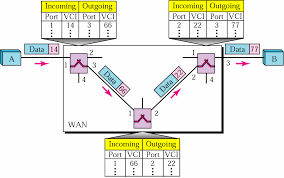 Incoming Outgoing
Port VCI Port VCI
1 14 3 66
⋮ ⋮ ⋮ ⋮
Incoming Outgoing
Port VCI Port VCI
1 22 3 77
⋮ ⋮ ⋮ ⋮
A
Data 14
1 2
3
4
Data 66
Data 22
2
1 3
4
Data 77
B
1 2
WAN
Incoming Outgoing
Port VCI Port VCI
1 66 2 22
⋮ ⋮ ⋮ ⋮